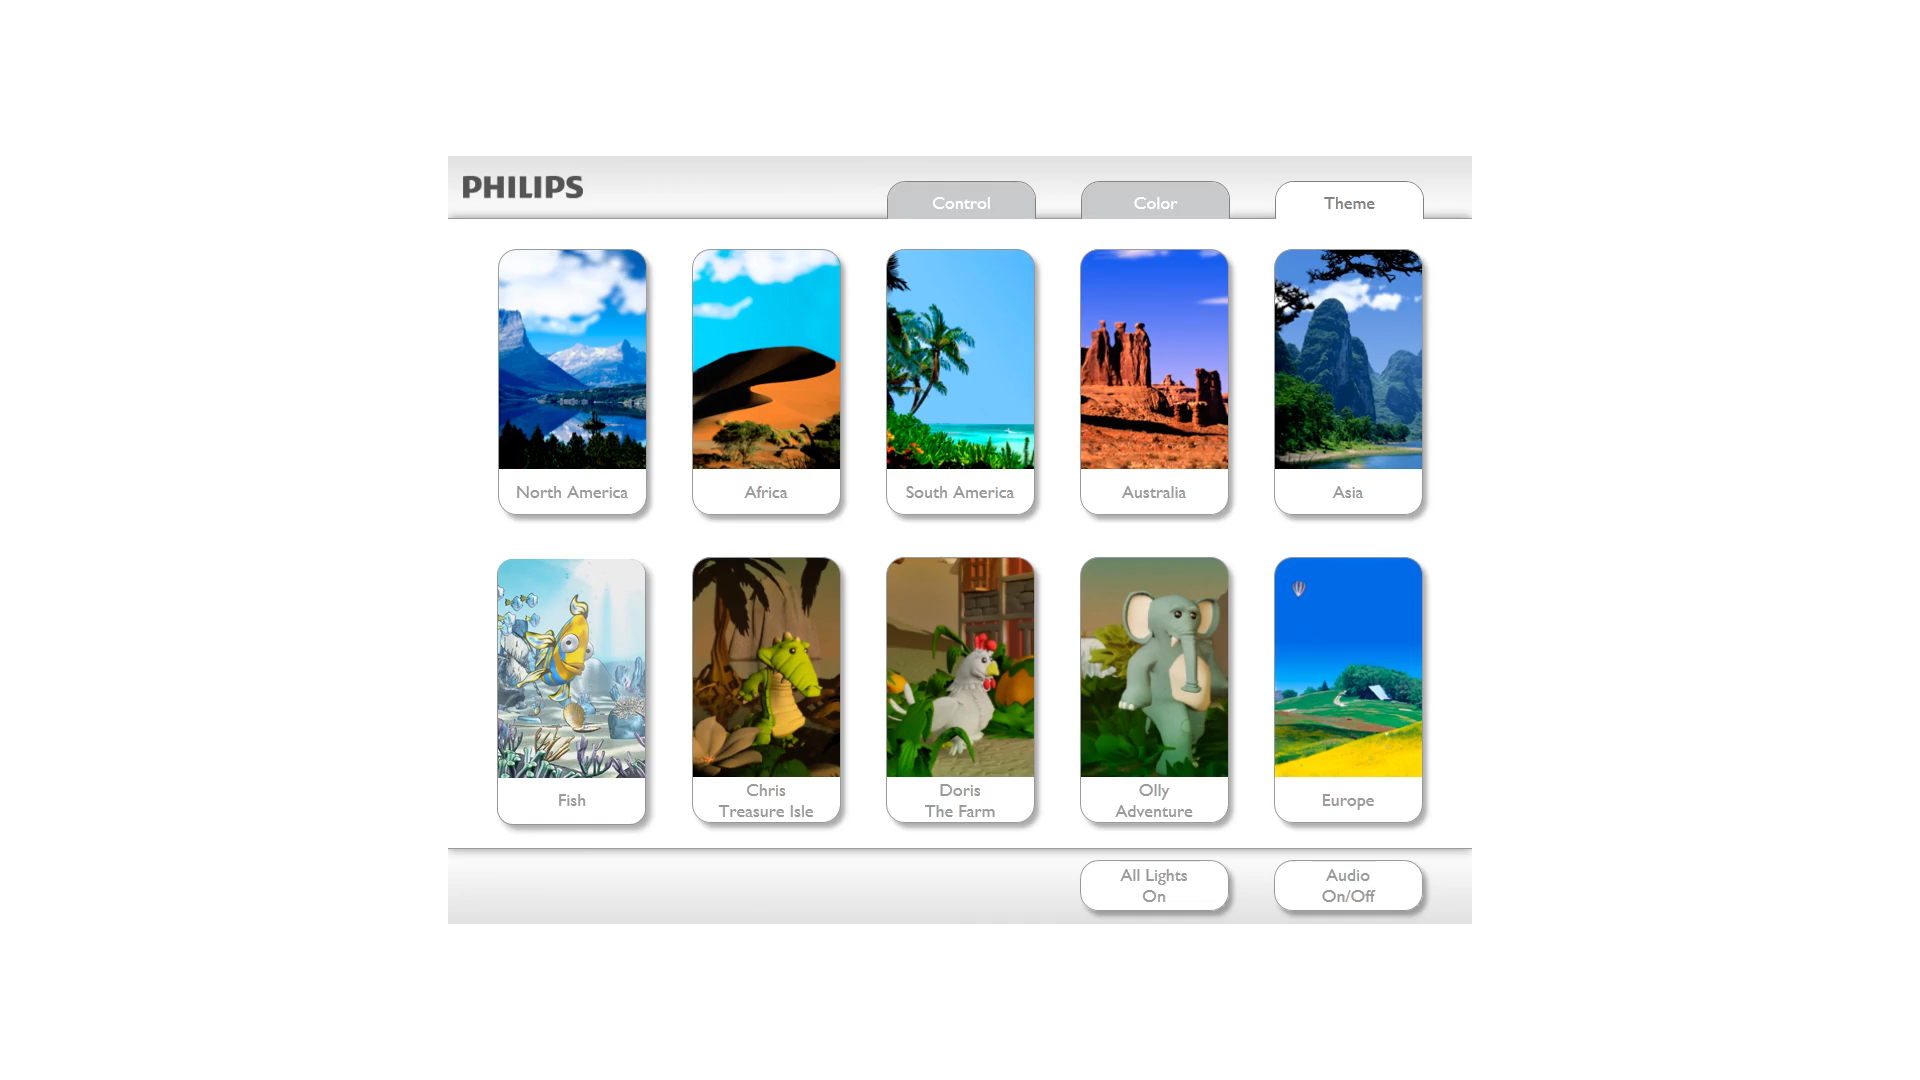 PHILIPS
Control
Color
Theme
North America
Africa
South America
Australia
Asia
Fish
Chris
Treasure Isle
Doris
The Farm
Olly
Adventure
Europe
All Lights
On
Audio
On/Off